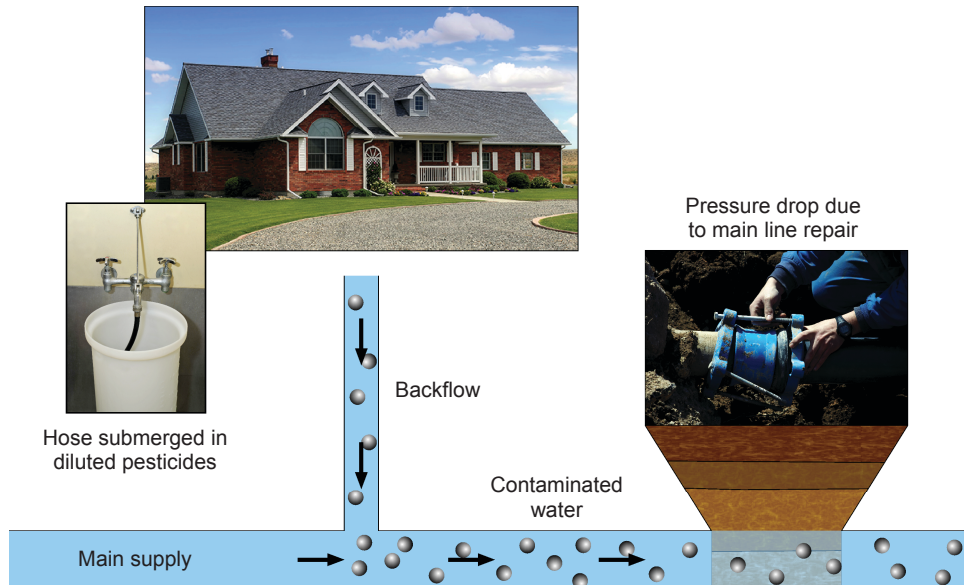 Pressure drop due
to main line repair
Backflow
Hose submerged in
diluted pesticides
Contaminated
water
Main supply